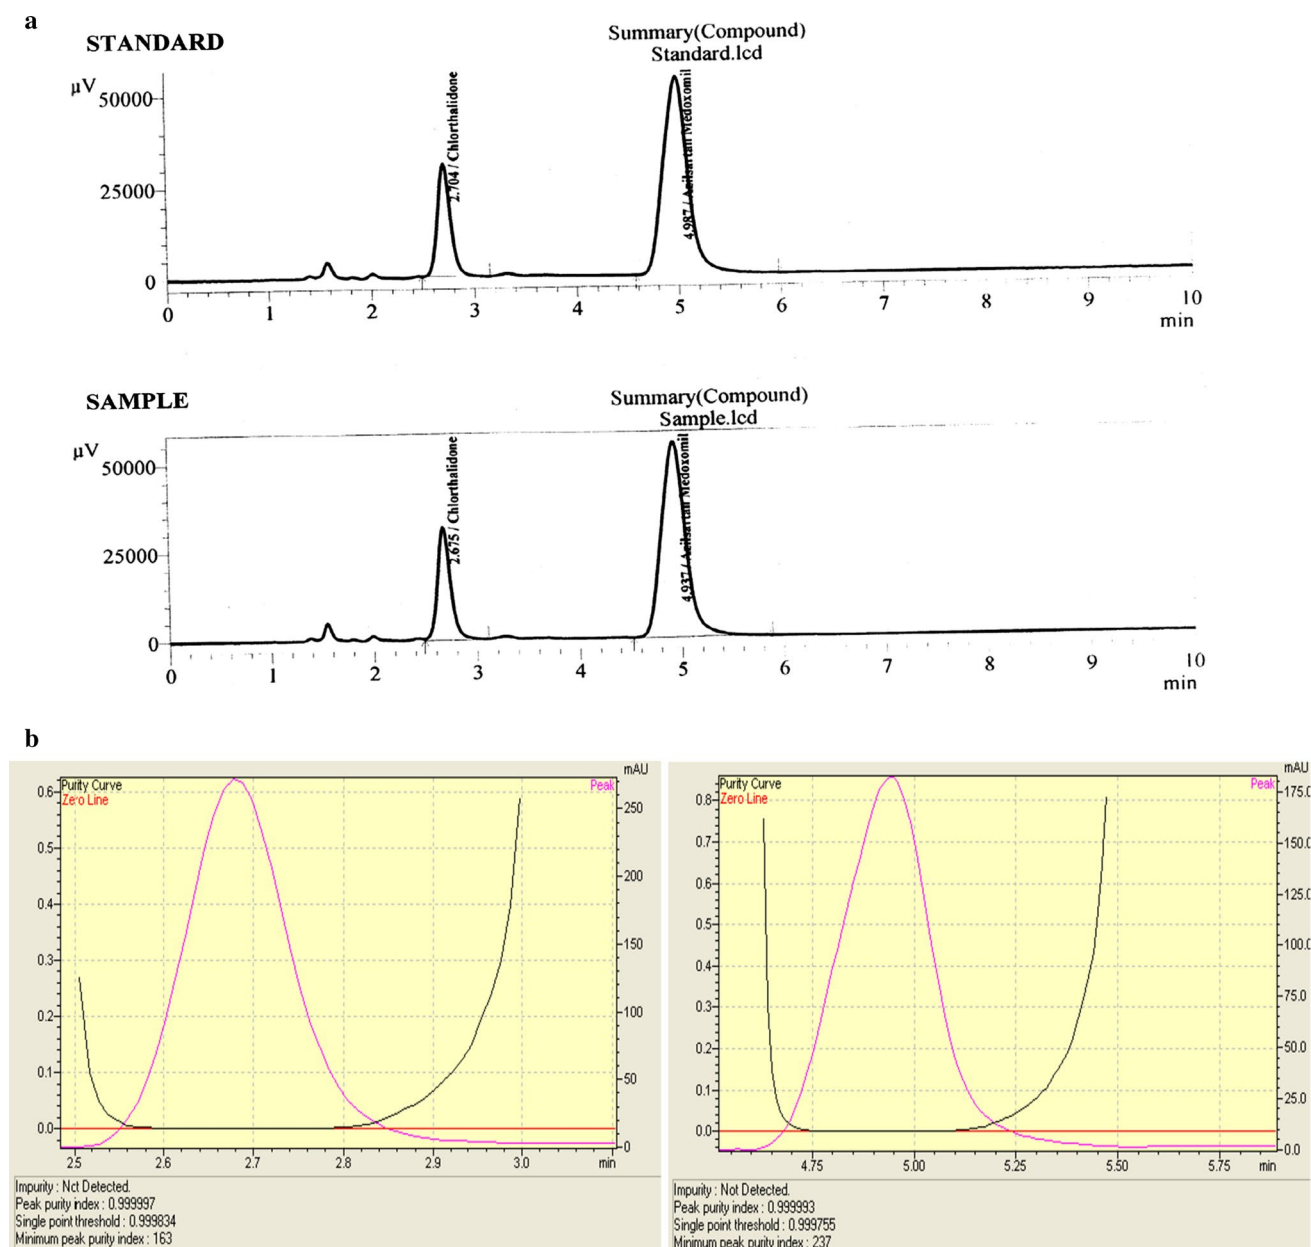 a
STANDARD
Summary(Compound)
Standard.lcd
µV
50000
25000
0
2.704 / Chlorthalidone
4.987 / Azilsartan Medoxomil
0 1 2 3 4 5 6 7 8 9 10
min
SAMPLE
Summary(Compound)
Sample.lcd
µV
50000
25000
0
2.675 / Chlorthalidone
4.937 / Azilsartan Medoxomil
0 1 2 3 4 5 6 7 8 9 10
min
b
mAU
Purity Curve
Zero Line
Peak
0.6
0.5
0.4
0.3
0.2
0.1
0.0
250
200
150
100
50
0
2.5 2.6 2.7 2.8 2.9 3.0 min
Impurity : Not Detected.
Peak purity index : 0.999997
Single point threshold : 0.999834
Minimum peak purity index : 163
mAU
Purity Curve
Zero Line
Peak
0.8
0.7
0.6
0.5
0.4
0.3
0.2
0.1
0.0
175.0
150.0
125.0
100.0
75.0
50.0
25.0
0.0
4.75 5.00 5.25 5.50 5.75 min
Impurity : Not Detected.
Peak purity index : 0.999993
Single point threshold : 0.999755
Minimum peak purity index : 237